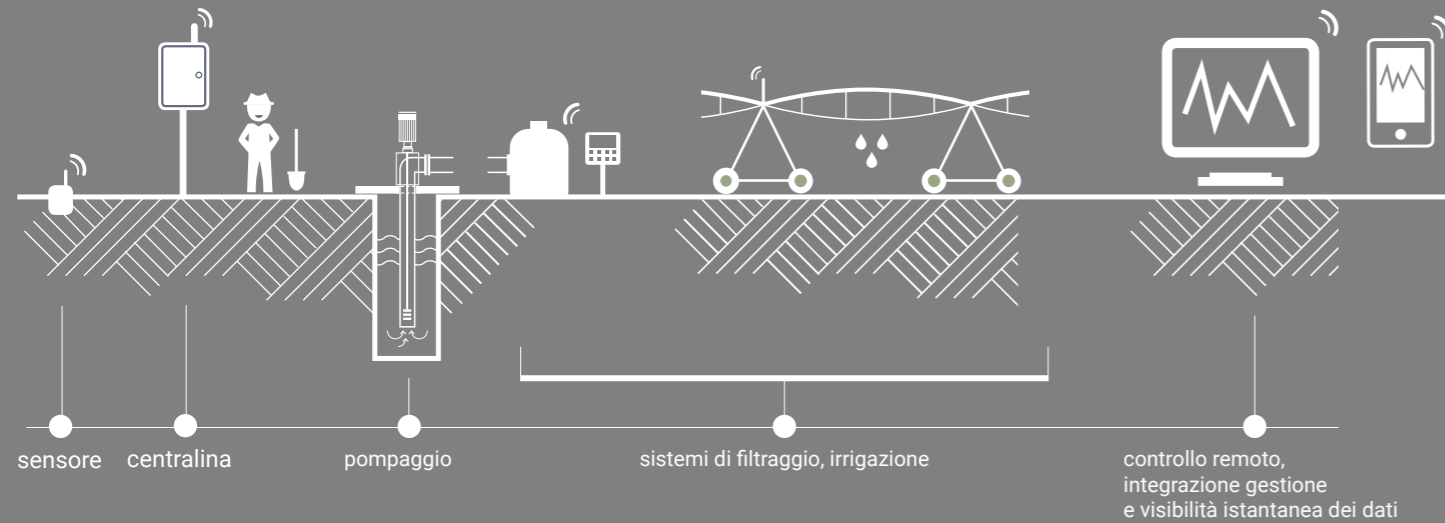 sensore
centralina
pompaggio
sistemi di filtraggio, irrigazione
controllo remoto,
integrazione gestione
e visibilità istantanea dei dati